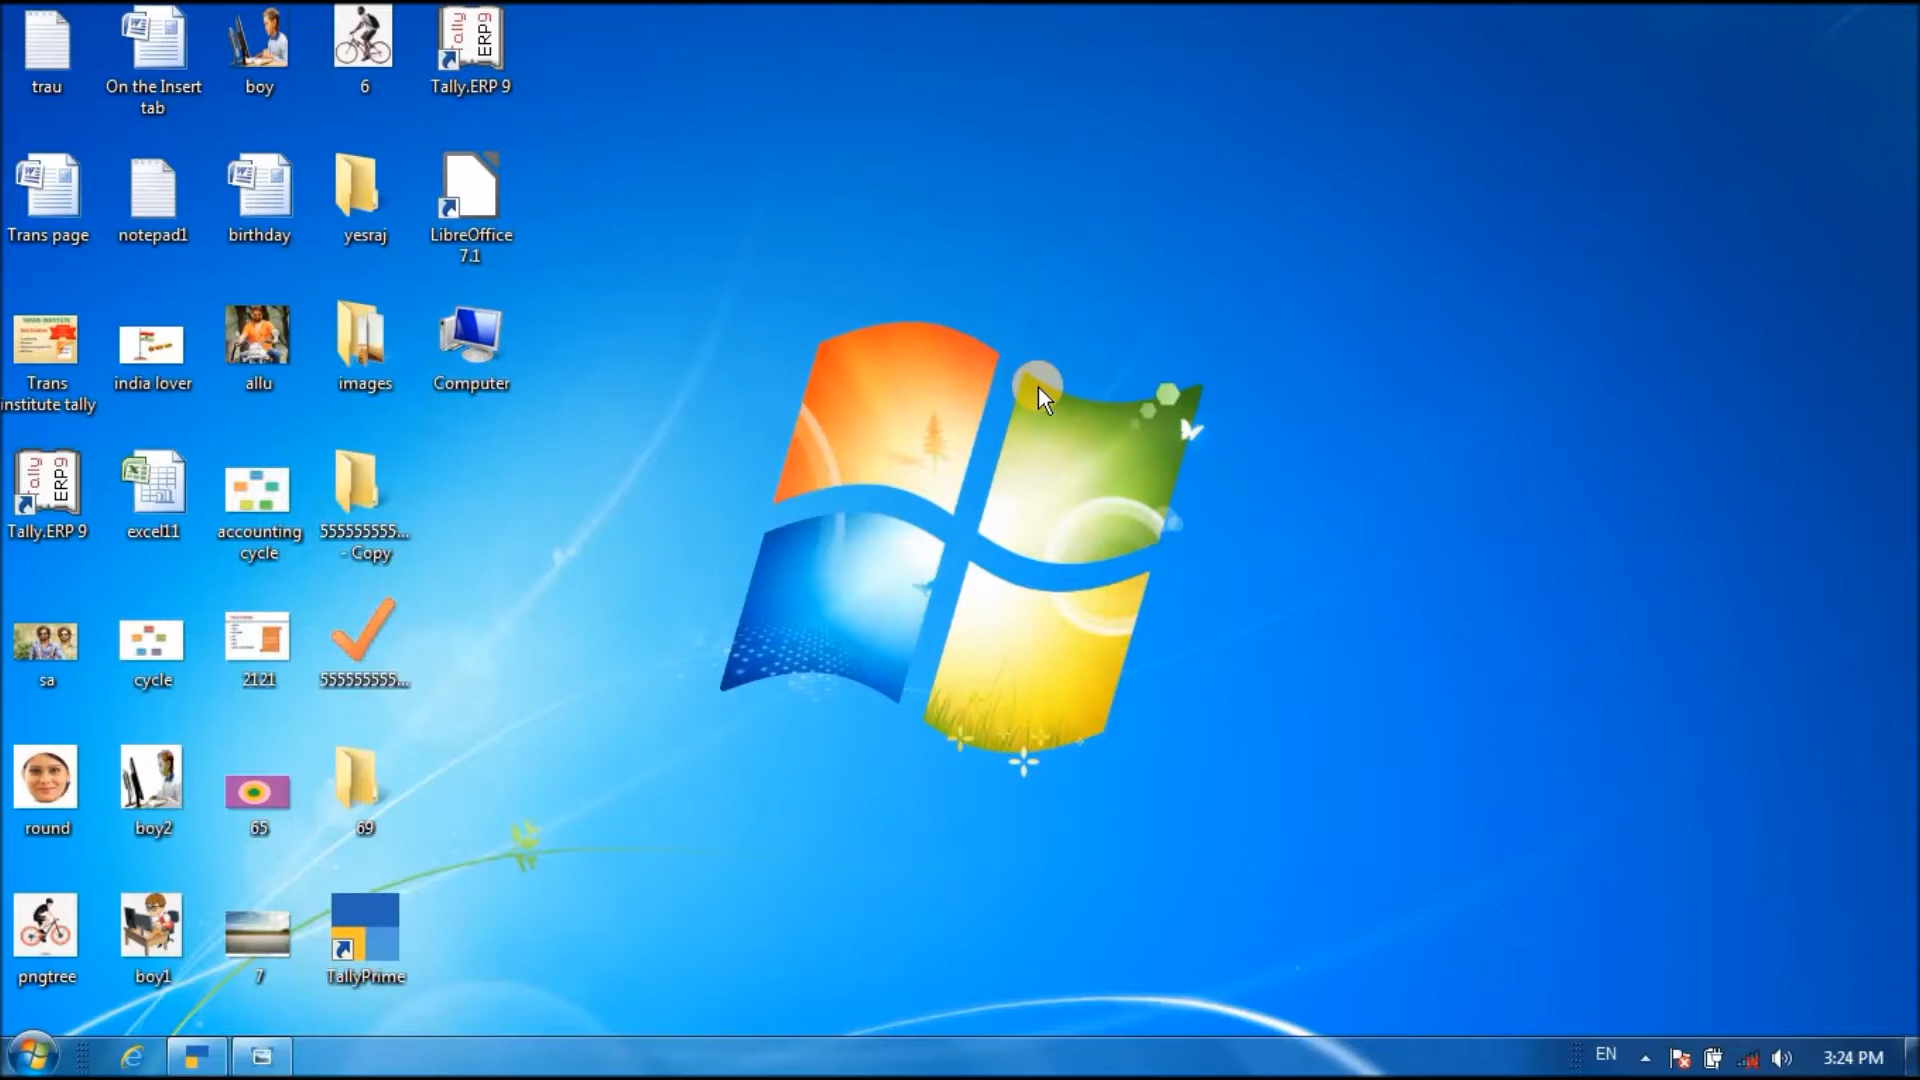 trau
On the Insert
tab
boy
6
Tally.ERP 9
Trans page
notepad1
birthday
yesraj
LibreOffice
7.1
Trans
institute tally
india lover
allu
images
Computer
Tally.ERP 9
excel11
accounting
cycle
555555555...
- Copy
sa
cycle
2121
555555555...
round
boy2
65
69
pngtree
boy1
7
TallyPrime
EN
3:24 PM